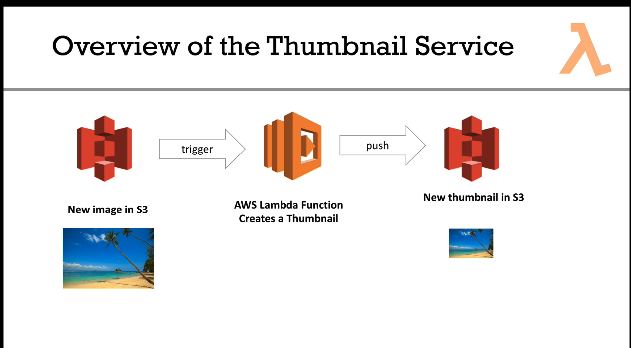 Overview of the Thumbnail Service
trigger
push
New image in S3
AWS Lambda Function
Creates a Thumbnail
New thumbnail in S3